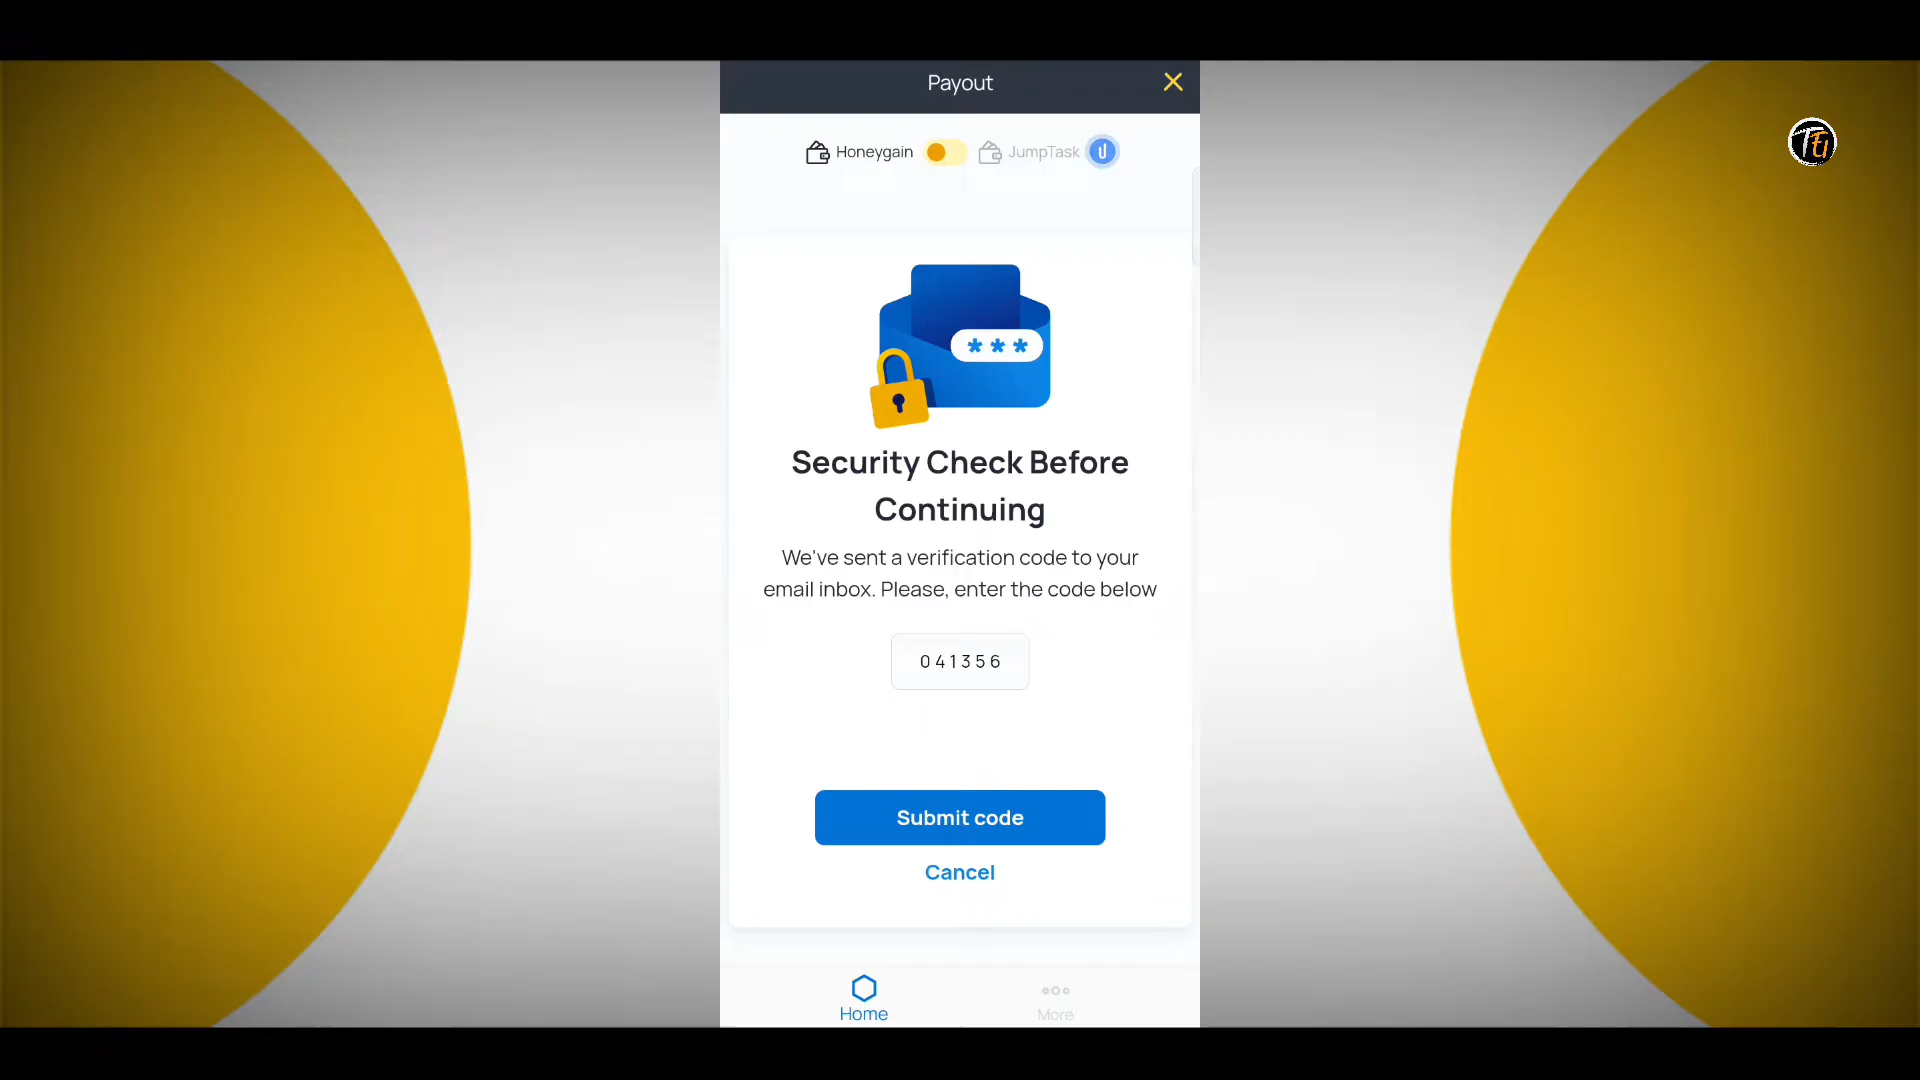 Payout
Honeygain
JumpTask
* * *
Security Check Before
Continuing
We've sent a verification code to your
email inbox. Please, enter the code below
041356
Submit code
Cancel
Home
More